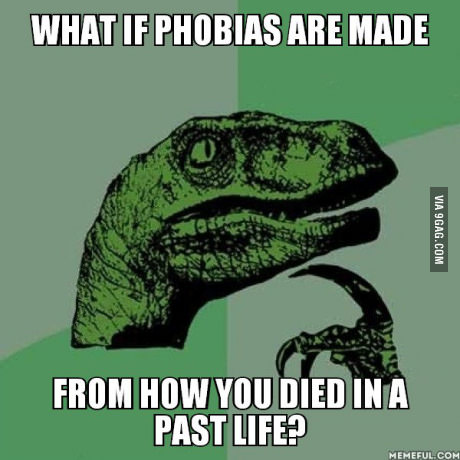 WHAT IF PHOBIAS ARE MADE
VIA 9GAG.COM
FROM HOW YOU DIED IN A
PAST LIFE?
MEMEFUL.COM